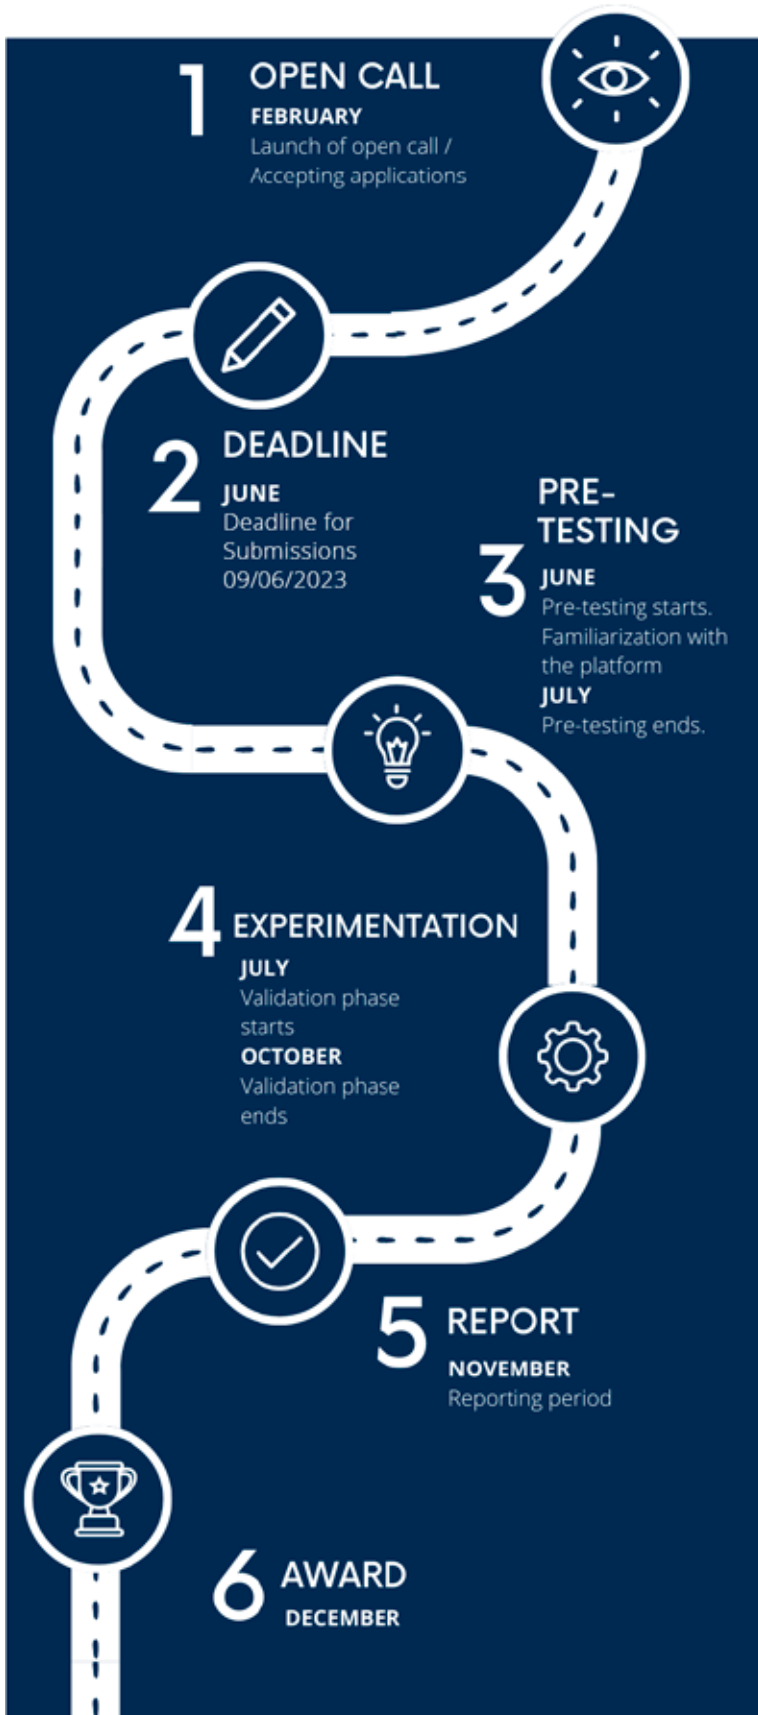 1
OPEN CALL
FEBRUARY
Launch of open call /
Accepting applications
2
DEADLINE
JUNE
Deadline for
Submissions
09/06/2023
3
PRE-
TESTING
JUNE
Pre-testing starts.
Familiarization with
the platform
JULY
Pre-testing ends.
4
EXPERIMENTATION
JULY
Validation phase
starts
OCTOBER
Validation phase
ends
5
REPORT
NOVEMBER
Reporting period
6
AWARD
DECEMBER